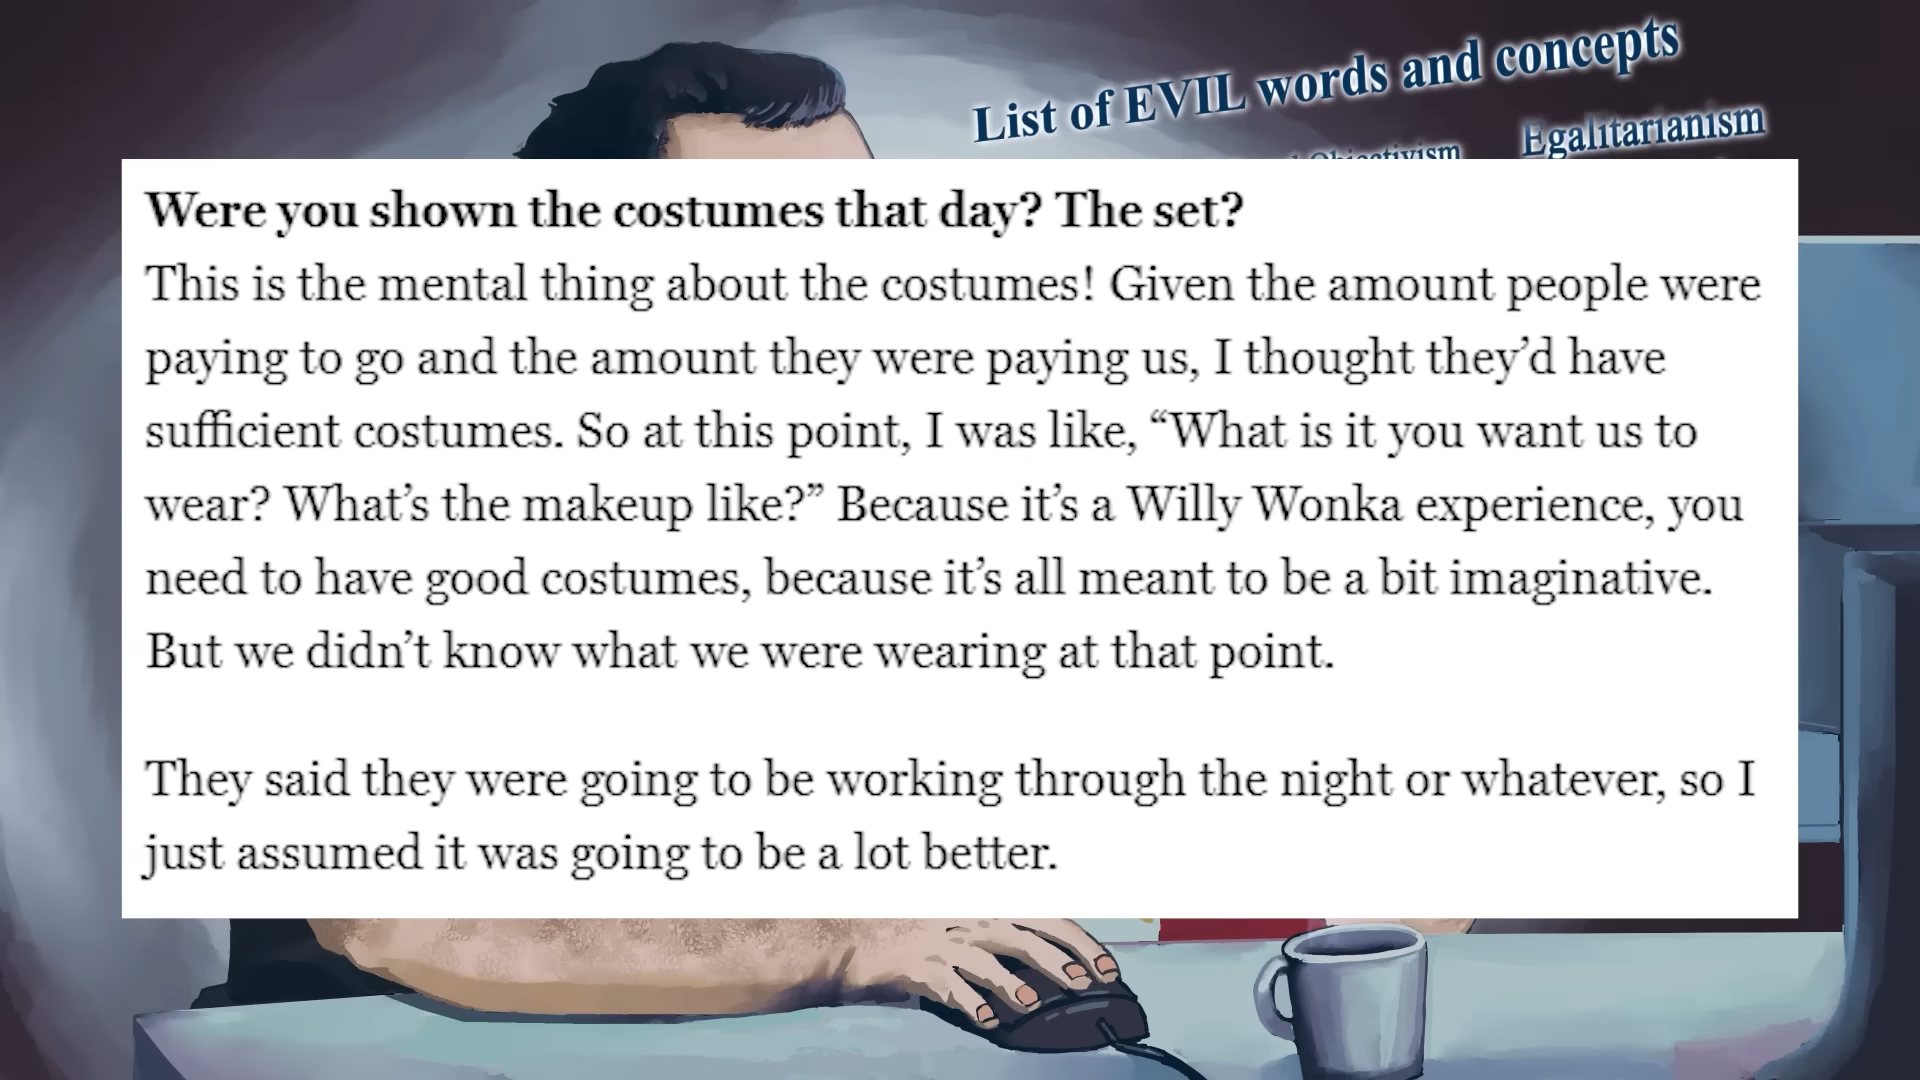 List of EVIL words and concepts
Egalitarianism
Were you shown the costumes that day? The set?
This is the mental thing about the costumes! Given the amount people were
paying to go and the amount they were paying us, I thought they’d have
sufficient costumes. So at this point, I was like, “What is it you want us to
wear? What’s the makeup like?” Because it’s a Willy Wonka experience, you
need to have good costumes, because it’s all meant to be a bit imaginative.
But we didn’t know what we were wearing at that point.
They said they were going to be working through the night or whatever, so I
just assumed it was going to be a lot better.